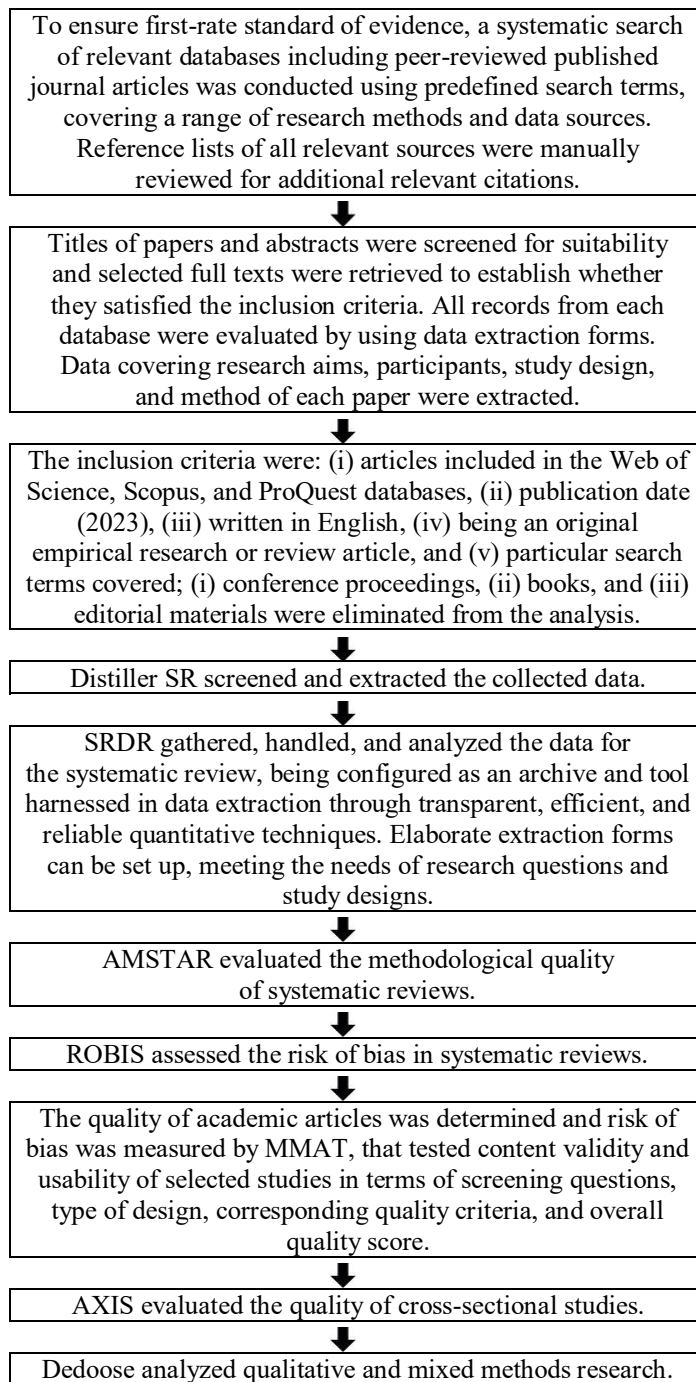 To ensure first-rate standard of evidence, a systematic search
of relevant databases including peer-reviewed published
journal articles was conducted using predefined search terms,
covering a range of research methods and data sources.
Reference lists of all relevant sources were manually
reviewed for additional relevant citations.
Titles of papers and abstracts were screened for suitability
and selected full texts were retrieved to establish whether
they satisfied the inclusion criteria. All records from each
database were evaluated by using data extraction forms.
Data covering research aims, participants, study design,
and method of each paper were extracted.
The inclusion criteria were: (i) articles included in the Web of
Science, Scopus, and ProQuest databases, (ii) publication date
(2023), (iii) written in English, (iv) being an original
empirical research or review article, and (v) particular search
terms covered; (i) conference proceedings, (ii) books, and (iii)
editorial materials were eliminated from the analysis.
Distiller SR screened and extracted the collected data.
SRDR gathered, handled, and analyzed the data for
the systematic review, being configured as an archive and tool
harnessed in data extraction through transparent, efficient, and
reliable quantitative techniques. Elaborate extraction forms
can be set up, meeting the needs of research questions and
study designs.
AMSTAR evaluated the methodological quality
of systematic reviews.
ROBIS assessed the risk of bias in systematic reviews.
The quality of academic articles was determined and risk of
bias was measured by MMAT, that tested content validity and
usability of selected studies in terms of screening questions,
type of design, corresponding quality criteria, and overall
quality score.
AXIS evaluated the quality of cross-sectional studies.
Dedoose analyzed qualitative and mixed methods research.